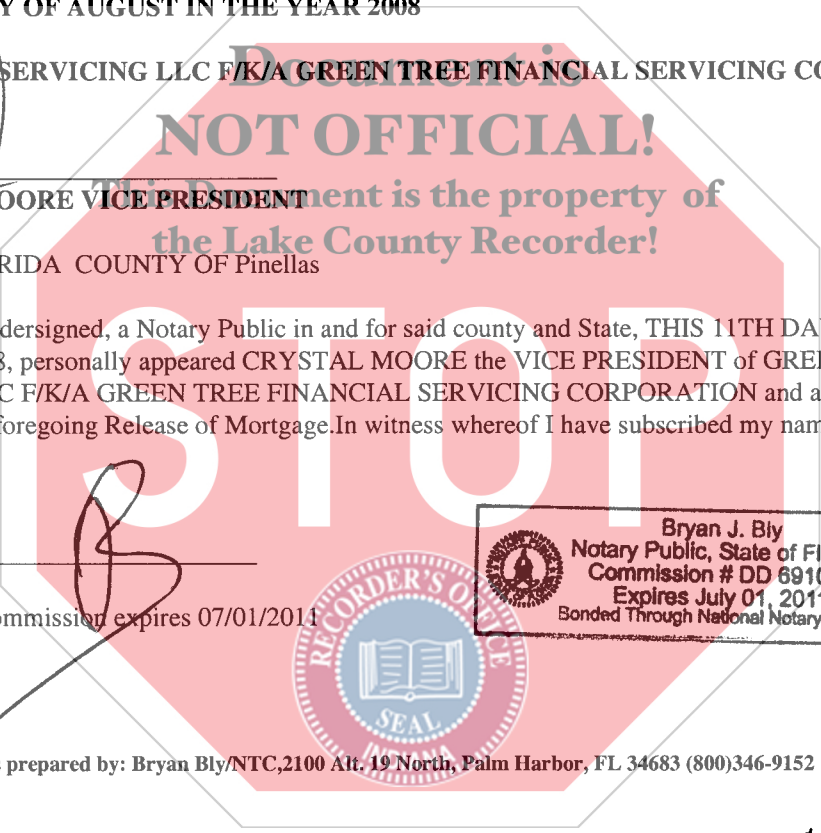 Y OF AUGUST IN THE YEAR 2008
Document is
SERVICING LLC F/K/A GREEN TREE FINANCIAL SERVICING CO
NOT OFFICIAL!
This Document is the property of
OORE VICE PRESIDENT
the Lake County Recorder!
RIDA COUNTY OF Pinellas
dersigned, a Notary Public in and for said county and State, THIS 11TH DA
8, personally appeared CRYSTAL MOORE the VICE PRESIDENT of GREE
C F/K/A GREEN TREE FINANCIAL SERVICING CORPORATION and a
foregoing Release of Mortgage.In witness whereof I have subscribed my nam
STOP
Bryan J. Bly
Notary Public, State of Fl
Commission # DD 6910
Expires July 01, 2011
Bonded Through National Notary
ommission expires 07/01/2011
RECORDER'S OFFICE
SEAL
INDIANA
prepared by: Bryan Bly/NTC,2100 Alt. 19 North, Palm Harbor, FL 34683 (800)346-9152